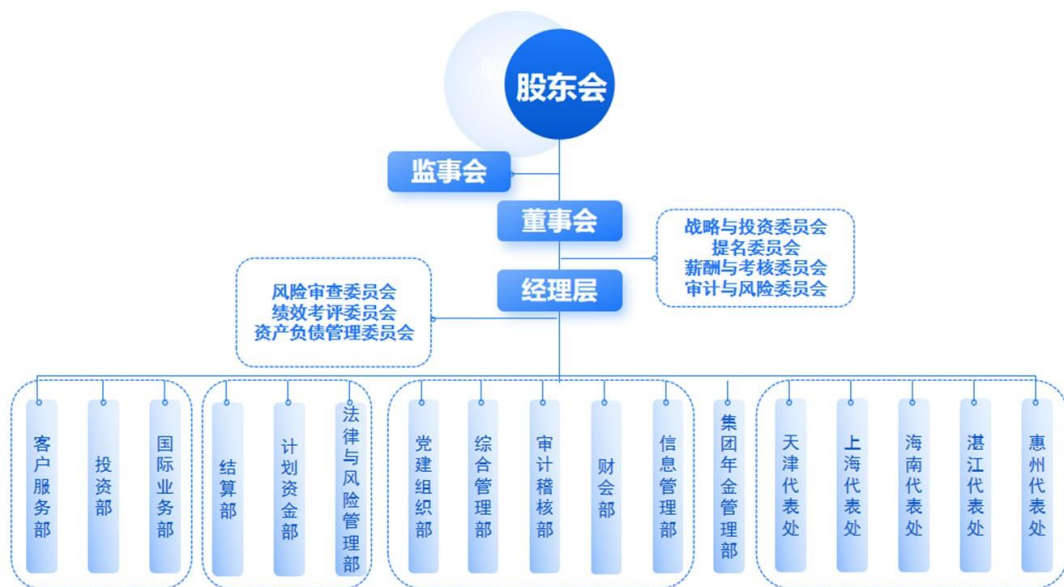 股东会
监事会
董事会
战略与投资委员会
提名委员会
薪酬与考核委员会
审计与风险委员会
经理层
风险审查委员会
绩效考评委员会
资产负债管理委员会
客户服务部
投资部
国际业务部
结算部
计划资金部
法律与风险管理部
党建组织部
综合管理部
审计稽核部
财会部
信息管理部
集团年金管理部
天津代表处
上海代表处
海南代表处
湛江代表处
惠州代表处